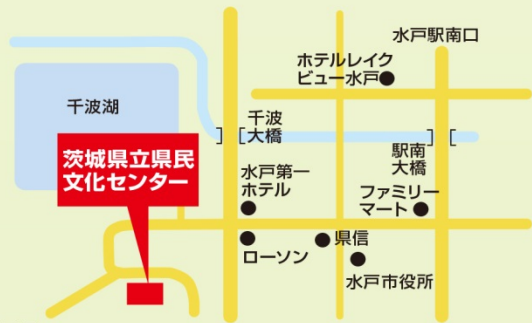 水戸駅南口
ホテルレイク
ビュー水戸
千波湖
千波
大橋
駅南
大橋
茨城県立県民
文化センター
水戸第一
ホテル
ファミリー
マート
ローソン
県信
水戸市役所